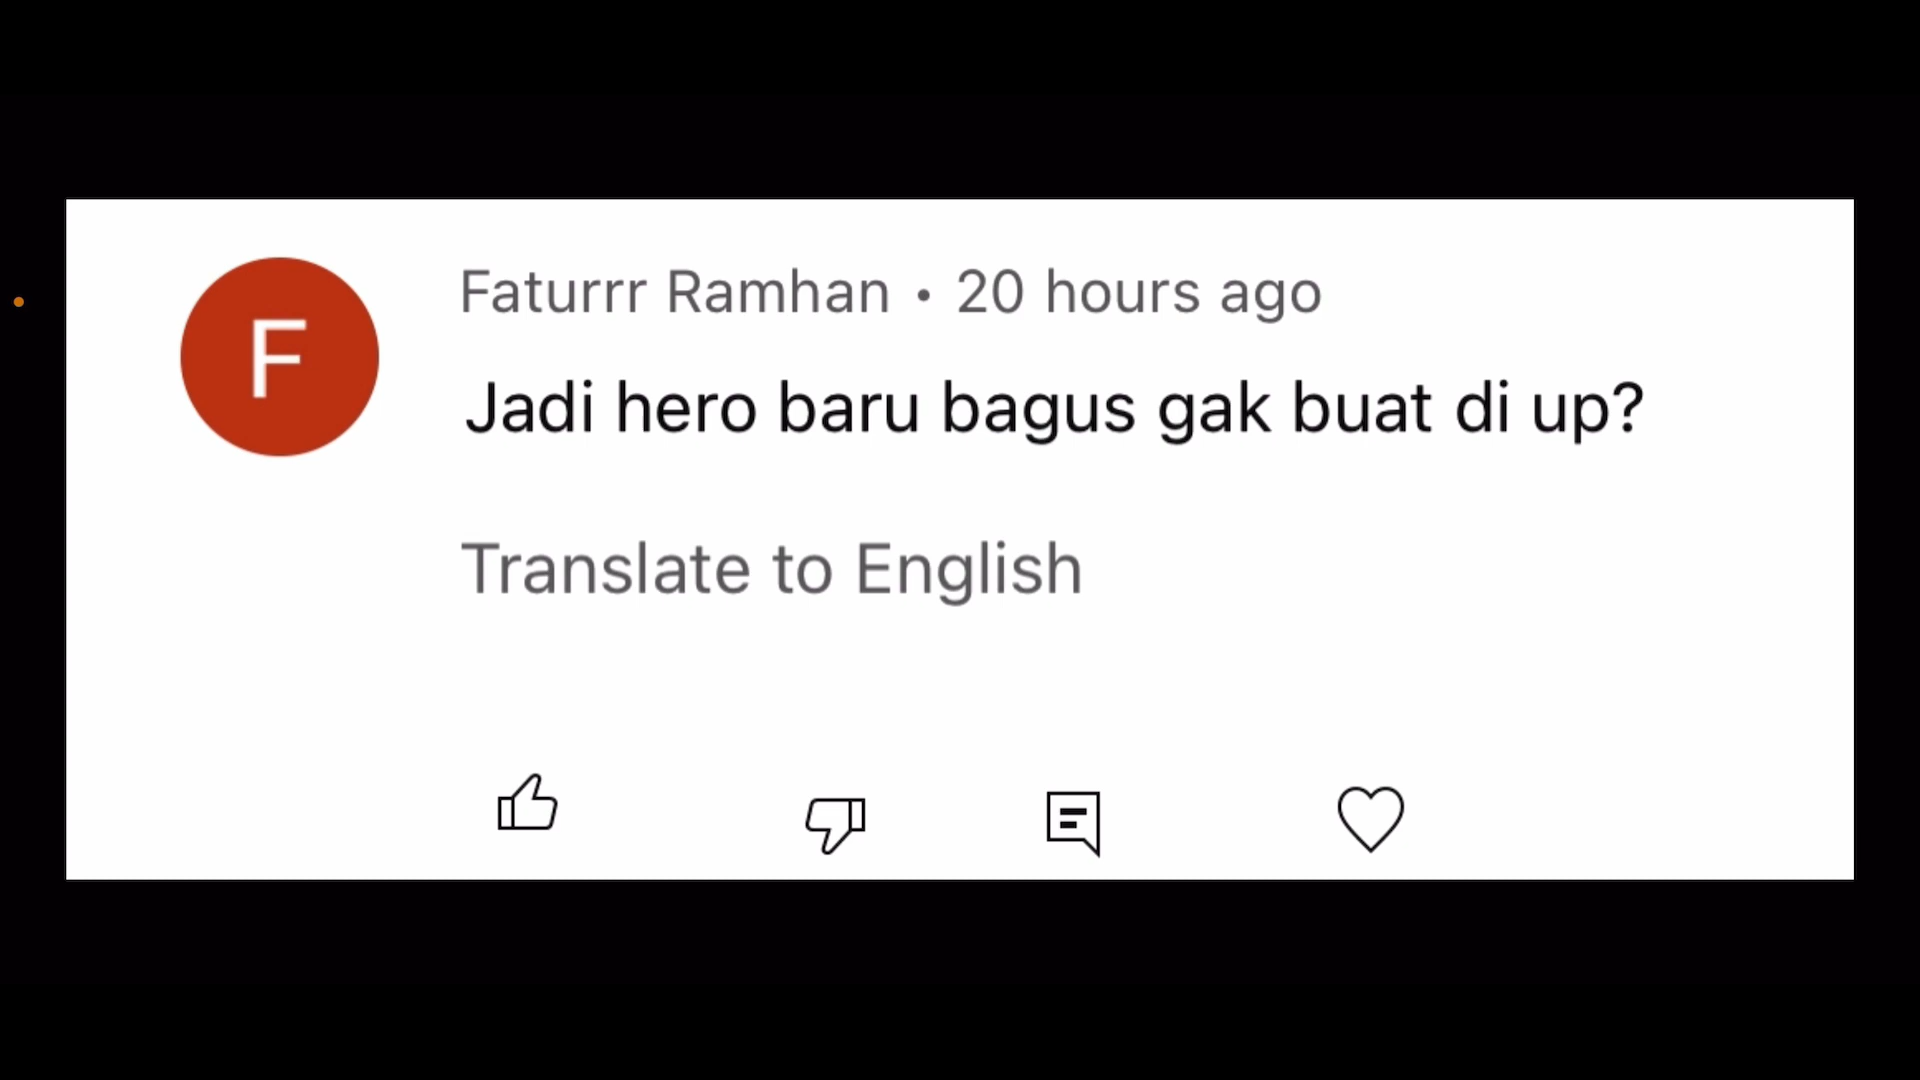 F
Faturrr Ramhan • 20 hours ago
Jadi hero baru bagus gak buat di up?
Translate to English